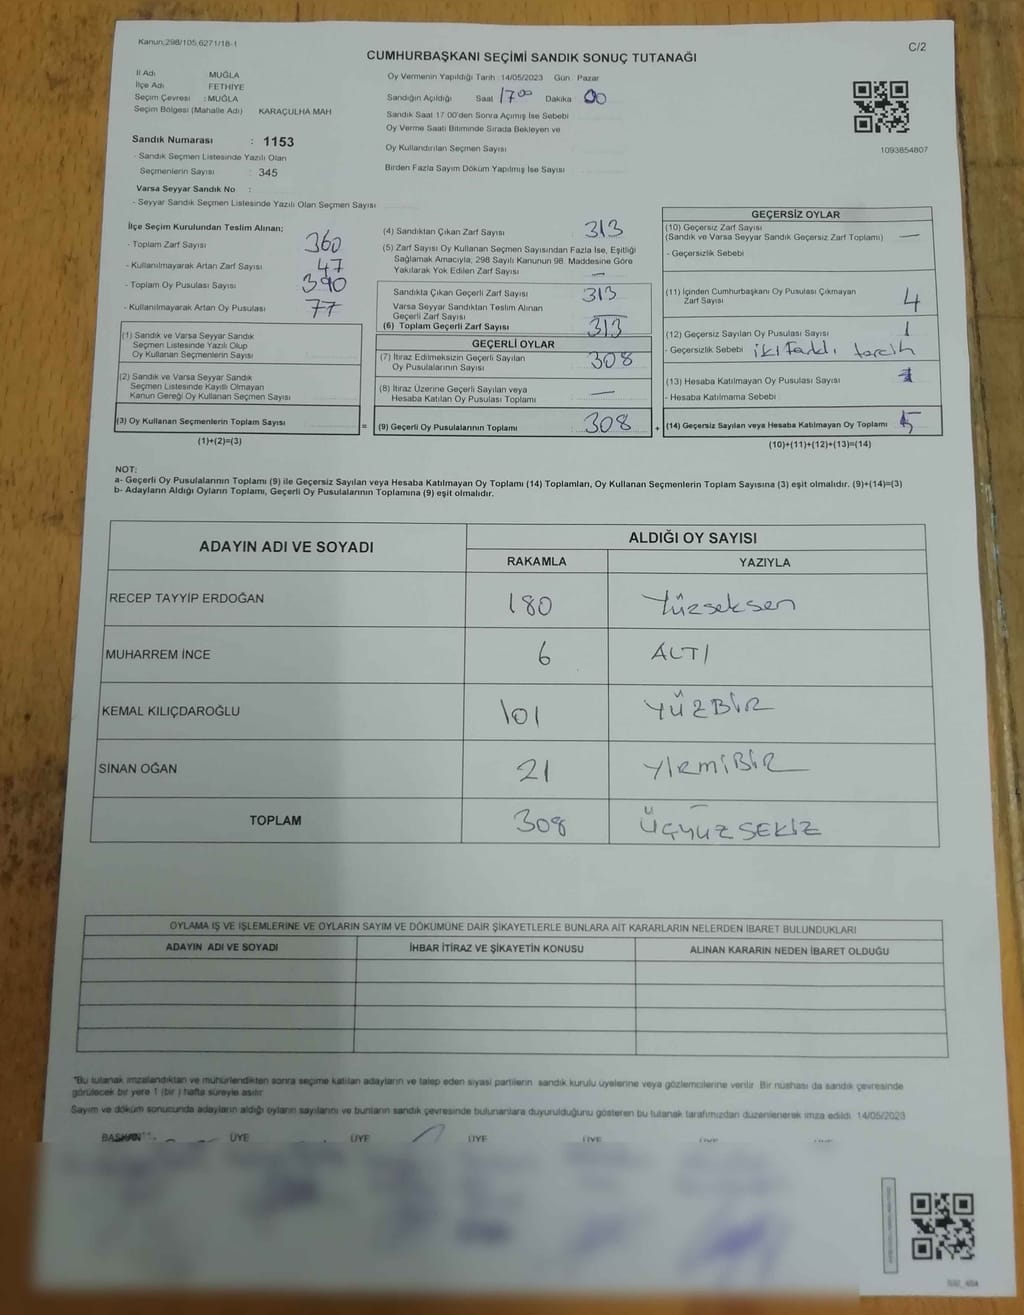 Kanun;298/105,6271/18-1
C/2
CUMHURBAŞKANI SEÇİMİ SANDIK SONUÇ TUTANAĞI
İl Adı MUĞLA
İlçe Adı FETHİYE
Seçim Çevresi : MUĞLA
Seçim Bölgesi (Mahalle Adı) KARAÇULHA MAH
Oy Vermenin Yapıldığı Tarih : 14/05/2023 Gün : Pazar
Sandığın Açıldığı Saat 17⁰⁰ Dakika 00
Sandık Saat 17 00'den Sonra Açımış İse Sebebi
Oy Verme Saati Bitiminde Sırada Bekleyen ve
Oy Kullandırılan Seçmen Sayısı
Birden Fazla Sayım Döküm Yapılmış İse Sayısı
1093854807
Sandık Numarası : 1153
- Sandık Seçmen Listesinde Yazılı Olan
Seçmenlerin Sayısı : 345
Varsa Seyyar Sandık No :
- Seyyar Sandık Seçmen Listesinde Yazılı Olan Seçmen Sayısı
İlçe Seçim Kurulundan Teslim Alınan;
- Toplam Zarf Sayısı 360
- Kullanılmayarak Artan Zarf Sayısı 47
- Toplam Oy Pusulası Sayısı 390
- Kullanılmayarak Artan Oy Pusulası 77
(1) Sandık ve Varsa Seyyar Sandık
Seçmen Listesinde Yazılı Olup
Oy Kullanan Seçmenlerin Sayısı
(2) Sandık ve Varsa Seyyar Sandık
Seçmen Listesinde Kayıtlı Olmayan
Kanun Gereği Oy Kullanan Seçmen Sayısı
(3) Oy Kullanan Seçmenlerin Toplam Sayısı
(1)+(2)=(3)
(4) Sandıktan Çıkan Zarf Sayısı 313
(5) Zarf Sayısı Oy Kullanan Seçmen Sayısından Fazla İse, Eşitliği
Sağlamak Amacıyla, 298 Sayılı Kanunun 98. Maddesine Göre
Yakılarak Yok Edilen Zarf Sayısı —
Sandıkta Çıkan Geçerli Zarf Sayısı 313
Varsa Seyyar Sandıktan Teslim Alınan
Geçerli Zarf Sayısı
(6) Toplam Geçerli Zarf Sayısı 313
GEÇERLİ OYLAR
(7) İtiraz Edilmeksizin Geçerli Sayılan
Oy Pusulalarının Sayısı 308
(8) İtiraz Üzerine Geçerli Sayılan veya
Hesaba Katılan Oy Pusulası Toplamı —
= (9) Geçerli Oy Pusulalarının Toplamı 308
GEÇERSİZ OYLAR
(10) Geçersiz Zarf Sayısı
(Sandık ve Varsa Seyyar Sandık Geçersiz Zarf Toplamı) —
- Geçersizlik Sebebi
(11) İçinden Cumhurbaşkanı Oy Pusulası Çıkmayan
Zarf Sayısı 4
(12) Geçersiz Sayılan Oy Pusulası Sayısı 1
- Geçersizlik Sebebi iki farklı tercih
(13) Hesaba Katılmayan Oy Pusulası Sayısı
- Hesaba Katılmama Sebebi
+ (14) Geçersiz Sayılan veya Hesaba Katılmayan Oy Toplamı 5
(10)+(11)+(12)+(13)=(14)
NOT:
a- Geçerli Oy Pusulalarının Toplamı (9) ile Geçersiz Sayılan veya Hesaba Katılmayan Oy Toplamı (14) Toplamları, Oy Kullanan Seçmenlerin Toplam Sayısına (3) eşit olmalıdır. (9)+(14)=(3)
b- Adayların Aldığı Oyların Toplamı, Geçerli Oy Pusulalarının Toplamına (9) eşit olmalıdır.
ADAYIN ADI VE SOYADI
ALDIĞI OY SAYISI
RAKAMLA YAZIYLA
RECEP TAYYİP ERDOĞAN 180 Yüzseksen
MUHARREM İNCE 6 ALTI
KEMAL KILIÇDAROĞLU 101 YÜZBİR
SİNAN OĞAN 21 YİRMİBİR
TOPLAM 308 ÜÇYÜZSEKİZ
OYLAMA İŞ VE İŞLEMLERİNE VE OYLARIN SAYIM VE DÖKÜMÜNE DAİR ŞİKAYETLERLE BUNLARA AİT KARARLARIN NELERDEN İBARET BULUNDUKLARI
ADAYIN ADI VE SOYADI İHBAR İTİRAZ VE ŞİKAYETİN KONUSU ALINAN KARARIN NEDEN İBARET OLDUĞU
"Bu tutanak imzalandıktan ve mühürlendikten sonra seçime katılan adayların ve talep eden siyasi partilerin sandık kurulu üyelerine veya gözlemcilerine verilir. Bir nüshası da sandık çevresinde
görülecek bir yere 1 (bir) hafta süreyle asılır
Sayım ve döküm sonucunda adayların aldığı oyların sayılarını ve bunların sandık çevresinde bulunanlara duyurulduğunu gösteren bu tutanak tarafımızdan düzenlenerek imza edildi. 14/05/2023
BAŞKAN ÜYE ÜYE ÜYE ÜYE ÜYE